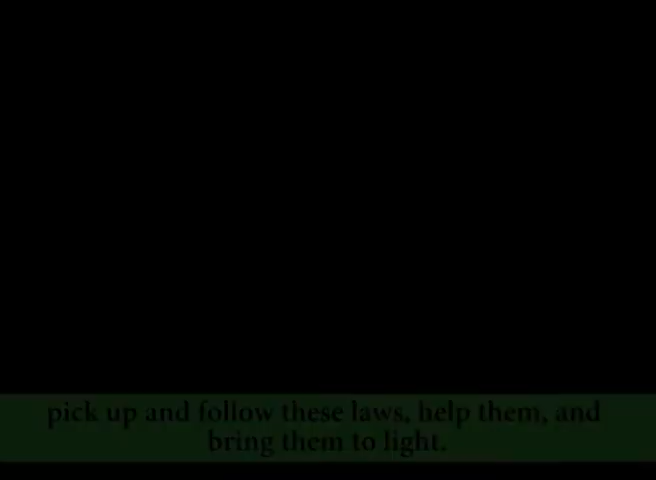 pick up and follow these laws, help them, and
bring them to light.